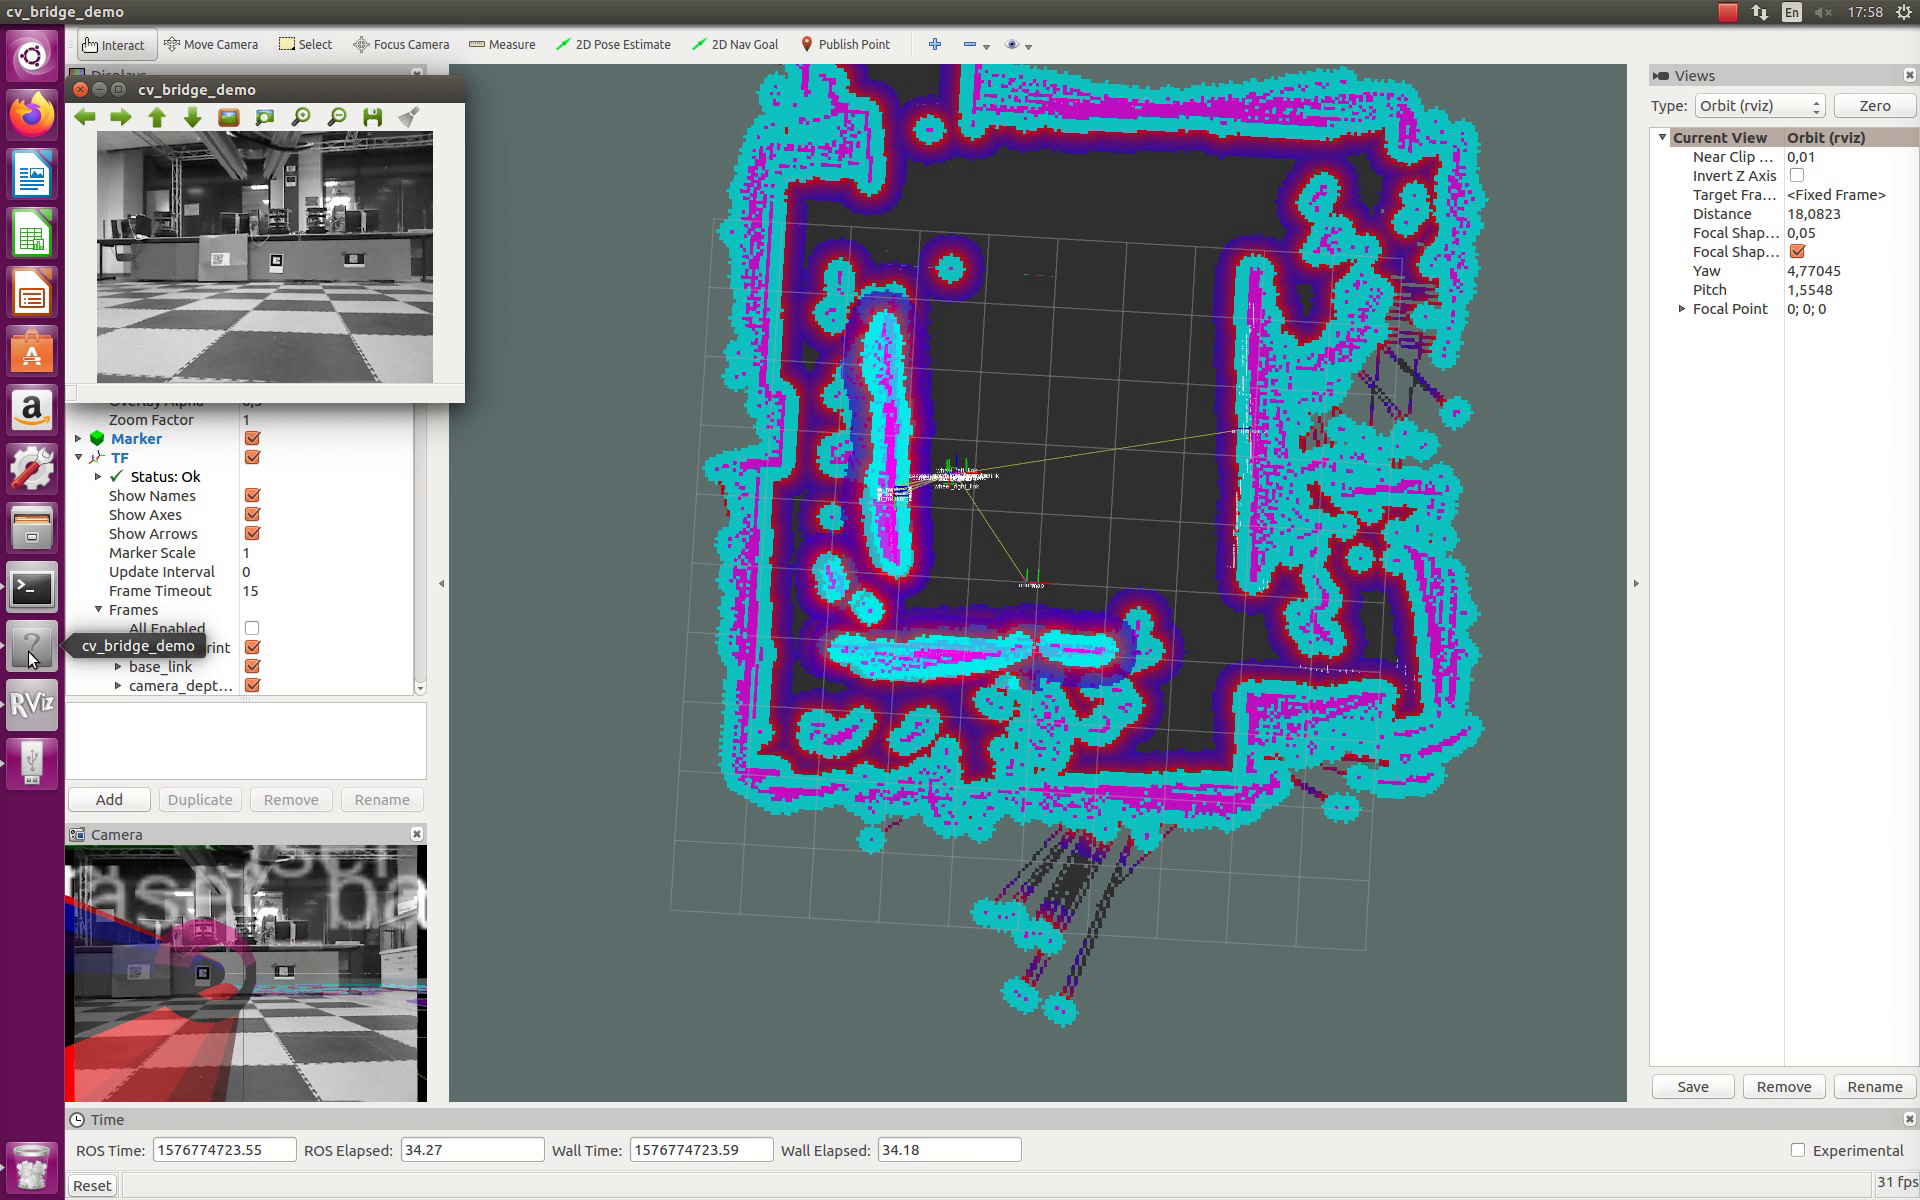 cv_bridge_demo
En
17:58
Interact
Move Camera
Select
Focus Camera
Measure
2D Pose Estimate
2D Nav Goal
Publish Point
Displays
cv_bridge_demo
Zoom Factor 1
Marker
TF
Status: Ok
Show Names
Show Axes
Show Arrows
Marker Scale 1
Update Interval 0
Frame Timeout 15
Frames
All Enabled
cv_bridge_demo
base_link
camera_dept...
RViz
Add
Duplicate
Remove
Rename
Camera
Views
Type: Orbit (rviz)
Zero
Current View Orbit (rviz)
Near Clip ... 0,01
Invert Z Axis
Target Fra... <Fixed Frame>
Distance 18,0823
Focal Shap... 0,05
Focal Shap...
Yaw 4,77045
Pitch 1,5548
Focal Point 0; 0; 0
Save
Remove
Rename
Time
ROS Time: 1576774723.55
ROS Elapsed: 34.27
Wall Time: 1576774723.59
Wall Elapsed: 34.18
Experimental
Reset
31 fps